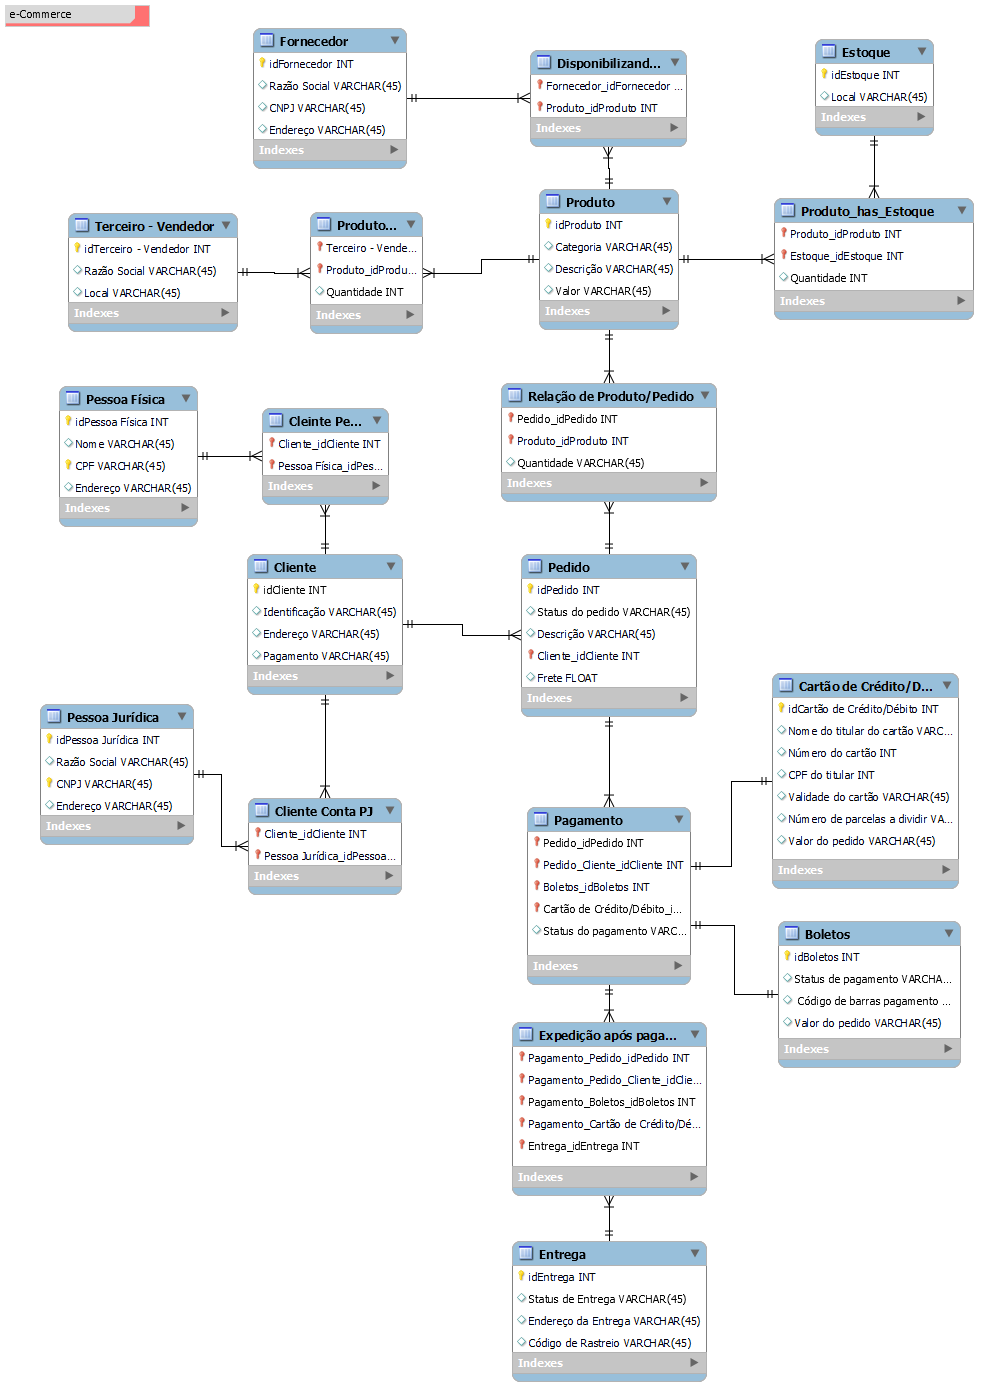 e-Commerce
Fornecedor
idFornecedor INT
Razão Social VARCHAR(45)
CNPJ VARCHAR(45)
Endereço VARCHAR(45)
Indexes
Disponibilizand...
Fornecedor_idFornecedor ...
Produto_idProduto INT
Indexes
Estoque
idEstoque INT
Local VARCHAR(45)
Indexes
Terceiro - Vendedor
idTerceiro - Vendedor INT
Razão Social VARCHAR(45)
Local VARCHAR(45)
Indexes
Produto...
Terceiro - Vende...
Produto_idProdu...
Quantidade INT
Indexes
Produto
idProduto INT
Categoria VARCHAR(45)
Descrição VARCHAR(45)
Valor VARCHAR(45)
Indexes
Produto_has_Estoque
Produto_idProduto INT
Estoque_idEstoque INT
Quantidade INT
Indexes
Pessoa Física
idPessoa Física INT
Nome VARCHAR(45)
CPF VARCHAR(45)
Endereço VARCHAR(45)
Indexes
Cleinte Pe...
Cliente_idCliente INT
Pessoa Física_idPes...
Indexes
Relação de Produto/Pedido
Pedido_idPedido INT
Produto_idProduto INT
Quantidade VARCHAR(45)
Indexes
Cliente
idCliente INT
Identificação VARCHAR(45)
Endereço VARCHAR(45)
Pagamento VARCHAR(45)
Indexes
Pedido
idPedido INT
Status do pedido VARCHAR(45)
Descrição VARCHAR(45)
Cliente_idCliente INT
Frete FLOAT
Indexes
Cartão de Crédito/D...
idCartão de Crédito/Débito INT
Nome do titular do cartão VARC...
Número do cartão INT
CPF do titular INT
Validade do cartão VARCHAR(45)
Número de parcelas a dividir VA...
Valor do pedido VARCHAR(45)
Indexes
Pessoa Jurídica
idPessoa Jurídica INT
Razão Social VARCHAR(45)
CNPJ VARCHAR(45)
Endereço VARCHAR(45)
Indexes
Cliente Conta PJ
Cliente_idCliente INT
Pessoa Jurídica_idPessoa...
Indexes
Pagamento
Pedido_idPedido INT
Pedido_Cliente_idCliente INT
Boletos_idBoletos INT
Cartão de Crédito/Débito_i...
Status do pagamento VARC...
Indexes
Boletos
idBoletos INT
Status de pagamento VARCHA...
Código de barras pagamento ...
Valor do pedido VARCHAR(45)
Indexes
Expedição após paga...
Pagamento_Pedido_idPedido INT
Pagamento_Pedido_Cliente_idClie...
Pagamento_Boletos_idBoletos INT
Pagamento_Cartão de Crédito/Dé...
Entrega_idEntrega INT
Indexes
Entrega
idEntrega INT
Status de Entrega VARCHAR(45)
Endereço da Entrega VARCHAR(45)
Código de Rastreio VARCHAR(45)
Indexes